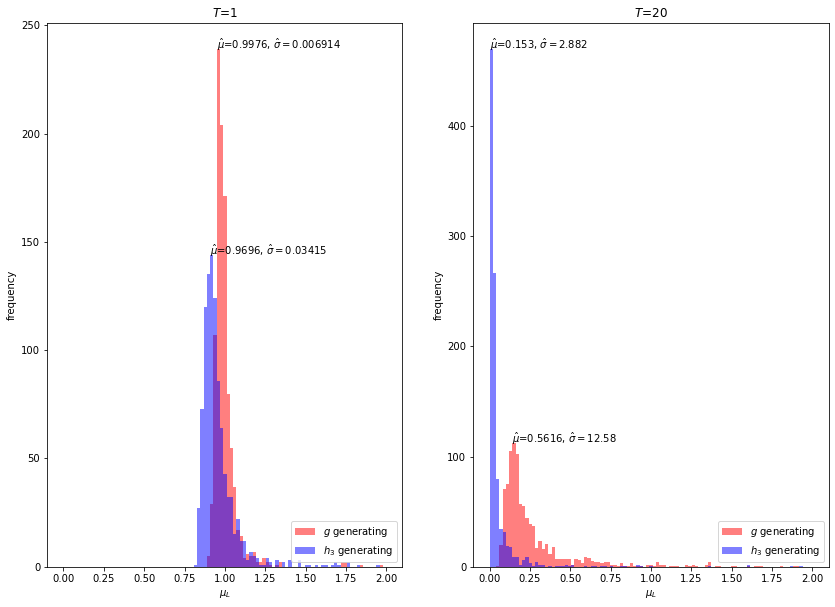 T=1
250
200
150
100
50
0
frequency
μ̂=0.9976, σ̂ = 0.006914
μ̂=0.9696, σ̂ = 0.03415
g generating
h₃ generating
0.00 0.25 0.50 0.75 1.00 1.25 1.50 1.75 2.00
μ_L
T=20
400
300
200
100
0
frequency
μ̂=0.153, σ̂ = 2.882
μ̂=0.5616, σ̂ = 12.58
g generating
h₃ generating
0.00 0.25 0.50 0.75 1.00 1.25 1.50 1.75 2.00
μ_L